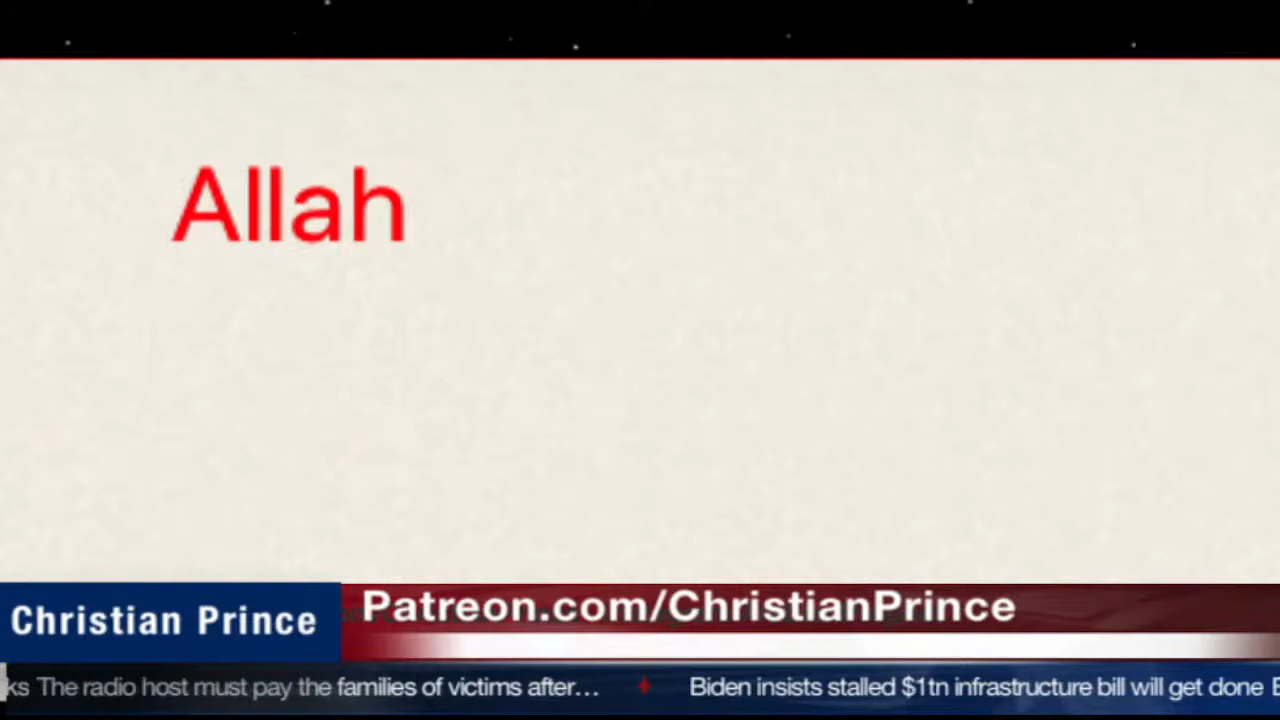 Allah
Christian Prince
Patreon.com/ChristianPrince
ks The radio host must pay the families of victims after… Biden insists stalled $1tn infrastructure bill will get done